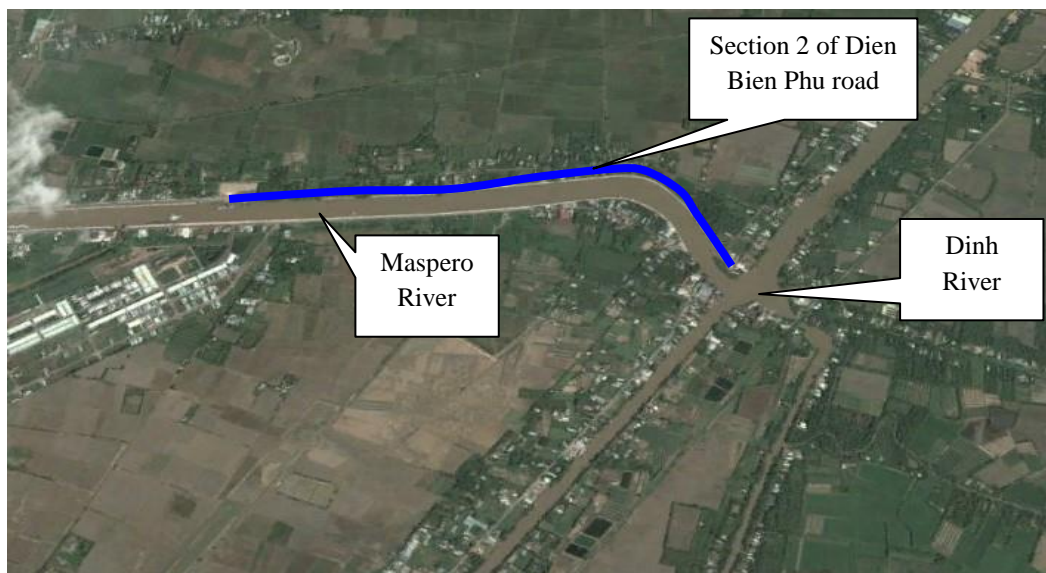 Section 2 of Dien
Bien Phu road
Maspero
River
Dinh
River